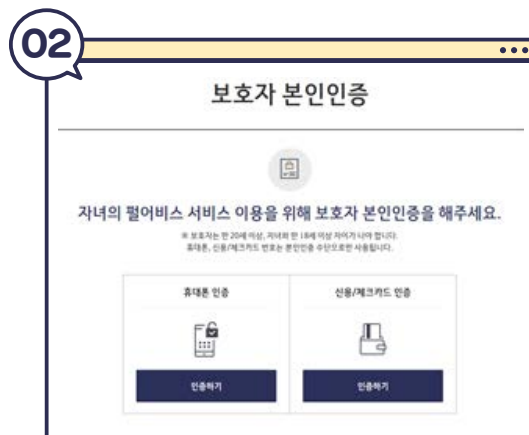 02
보호자 본인인증
자녀의 펄어비스 서비스 이용을 위해 보호자 본인인증을 해주세요.
※ 보호자는 만 20세 이상, 자녀와 만 18세 이상 차이가 나야 합니다.
휴대폰, 신용/체크카드 번호는 본인인증 수단으로만 사용됩니다.
휴대폰 인증
신용/체크카드 인증
인증하기
인증하기